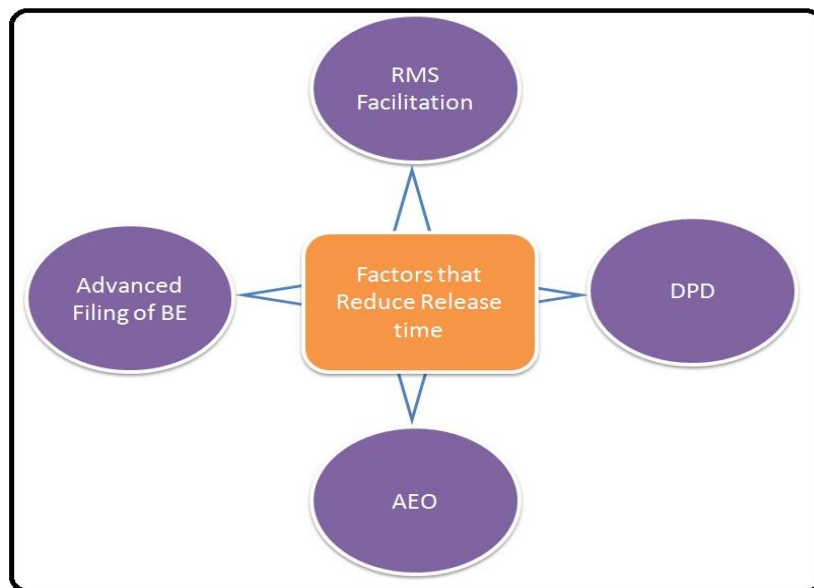 RMS
Facilitation
Advanced
Filing of BE
Factors that
Reduce Release
time
DPD
AEO